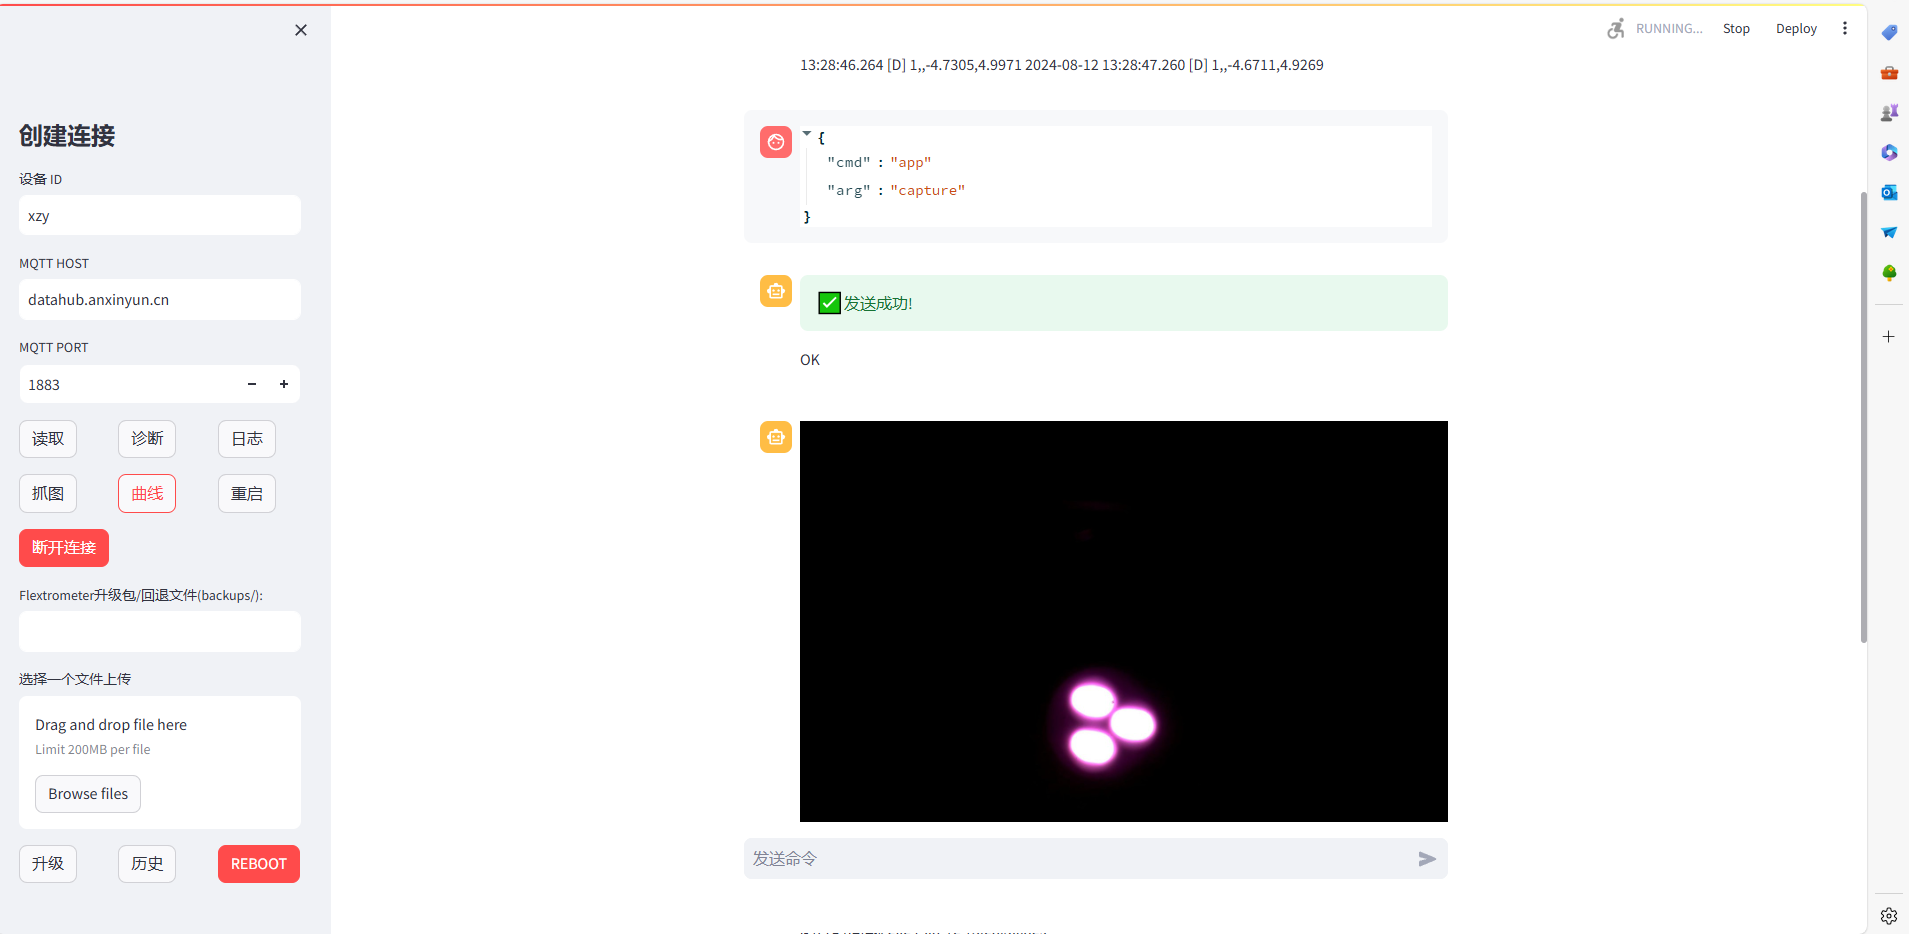 RUNNING... Stop Deploy
13:28:46.264 [D] 1,,-4.7305,4.9971 2024-08-12 13:28:47.260 [D] 1,,-4.6711,4.9269
创建连接
设备 ID
xzy
MQTT HOST
datahub.anxinyun.cn
MQTT PORT
1883
读取 诊断 日志
抓图 曲线 重启
断开连接
Flextrometer升级包/回退文件(backups/):
选择一个文件上传
Drag and drop file here
Limit 200MB per file
Browse files
升级 历史 REBOOT
{
"cmd" : "app"
"arg" : "capture"
}
发送成功!
OK
发送命令